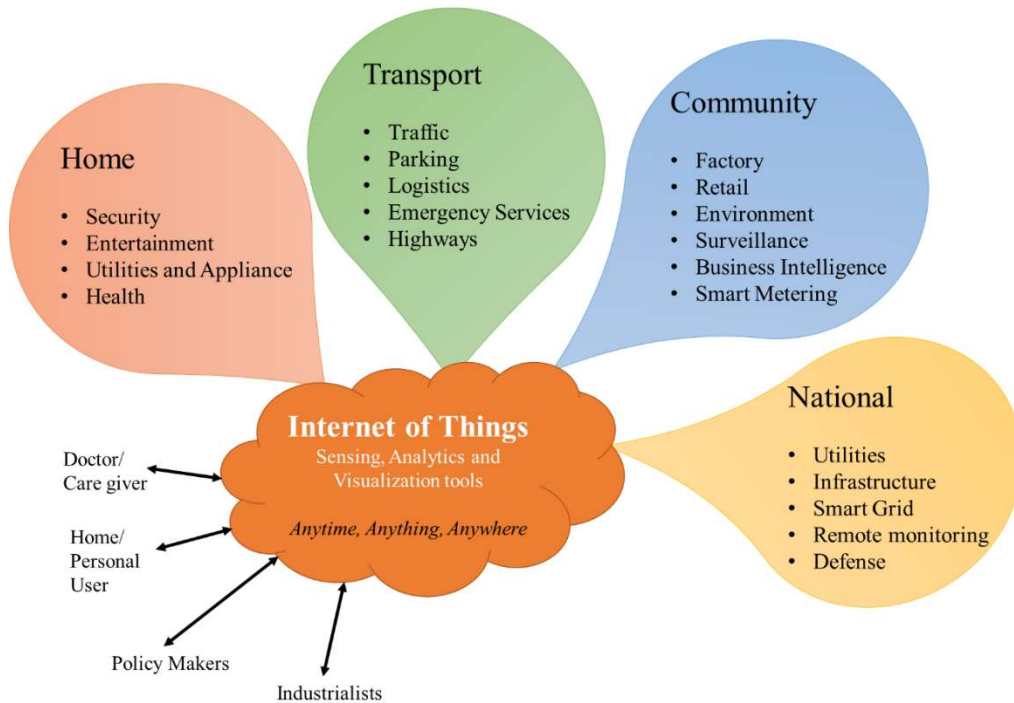 Home
• Security
• Entertainment
• Utilities and Appliance
• Health
Transport
• Traffic
• Parking
• Logistics
• Emergency Services
• Highways
Community
• Factory
• Retail
• Environment
• Surveillance
• Business Intelligence
• Smart Metering
National
• Utilities
• Infrastructure
• Smart Grid
• Remote monitoring
• Defense
Internet of Things
Sensing, Analytics and
Visualization tools
Anytime, Anything, Anywhere
Doctor/
Care giver
Home/
Personal
User
Policy Makers
Industrialists